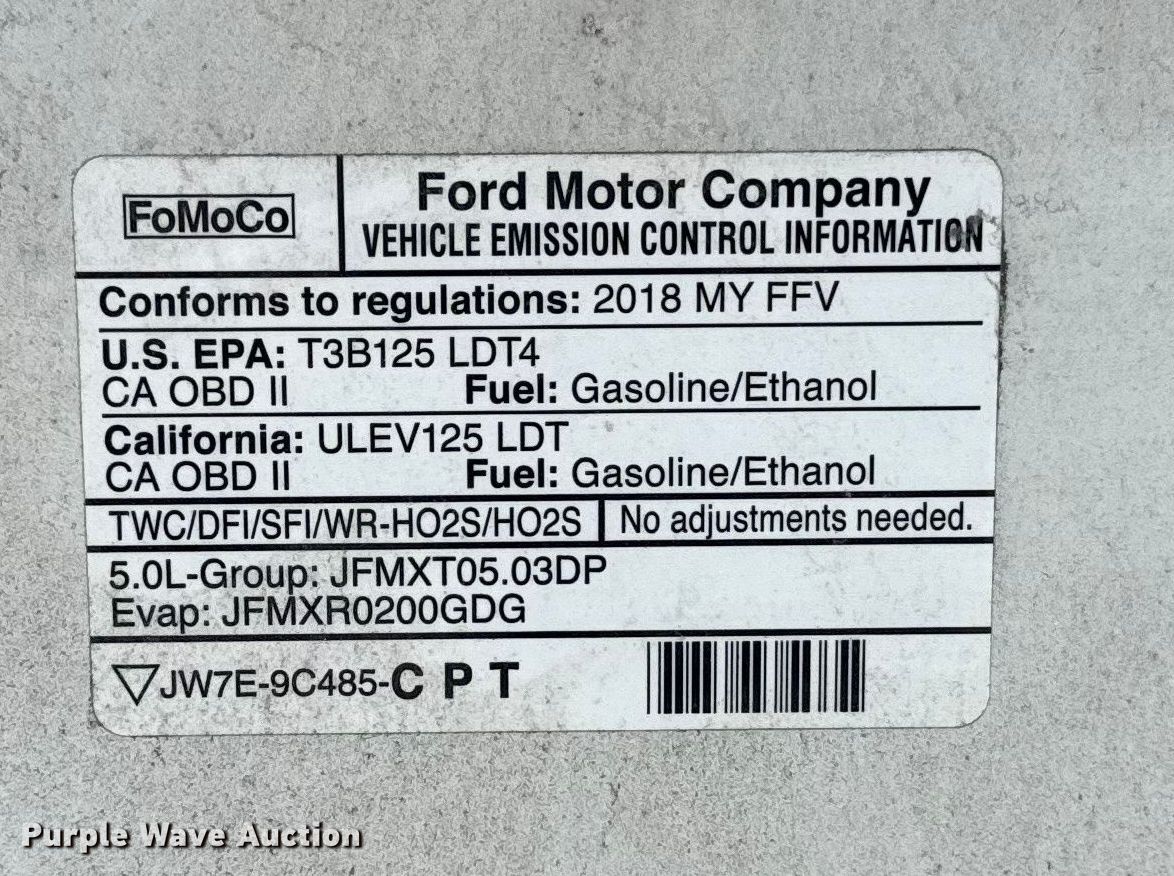 FoMoCo
Ford Motor Company
VEHICLE EMISSION CONTROL INFORMATION
Conforms to regulations: 2018 MY FFV
U.S. EPA: T3B125 LDT4
CA OBD II Fuel: Gasoline/Ethanol
California: ULEV125 LDT
CA OBD II Fuel: Gasoline/Ethanol
TWC/DFI/SFI/WR-HO2S/HO2S No adjustments needed.
5.0L-Group: JFMXT05.03DP
Evap: JFMXR0200GDG
JW7E-9C485-C P T
Purple Wave Auction